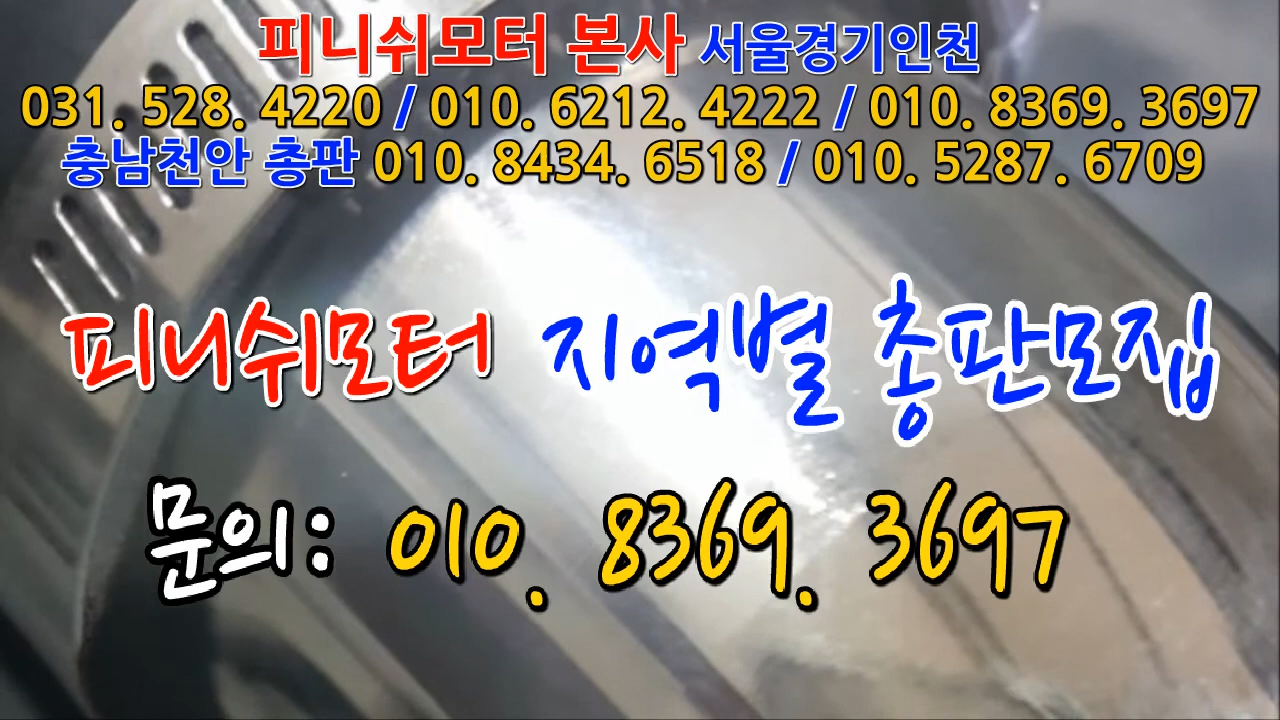 피니쉬모터 본사 서울경기인천
031. 528. 4220 / 010. 6212. 4222 / 010. 8369. 3697
충남천안 총판 010. 8434. 6518 / 010. 5287. 6709
피니쉬모터 지역별 총판모집
문의: 010. 8369. 3697